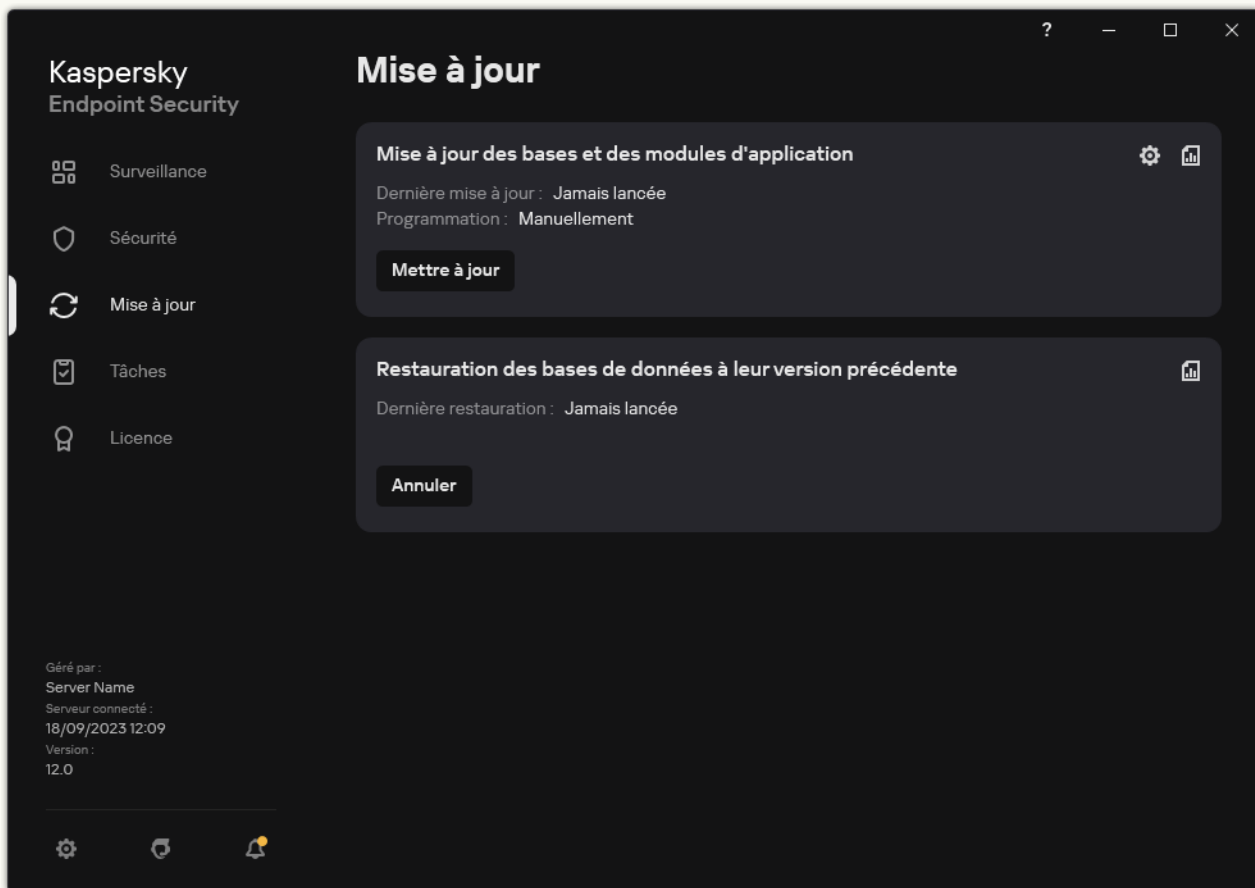 ?
Kaspersky
Endpoint Security
Surveillance
Sécurité
Mise à jour
Tâches
Licence
Géré par :
Server Name
Serveur connecté :
18/09/2023 12:09
Version :
12.0
Mise à jour
Mise à jour des bases et des modules d'application
Dernière mise à jour : Jamais lancée
Programmation : Manuellement
Mettre à jour
Restauration des bases de données à leur version précédente
Dernière restauration : Jamais lancée
Annuler